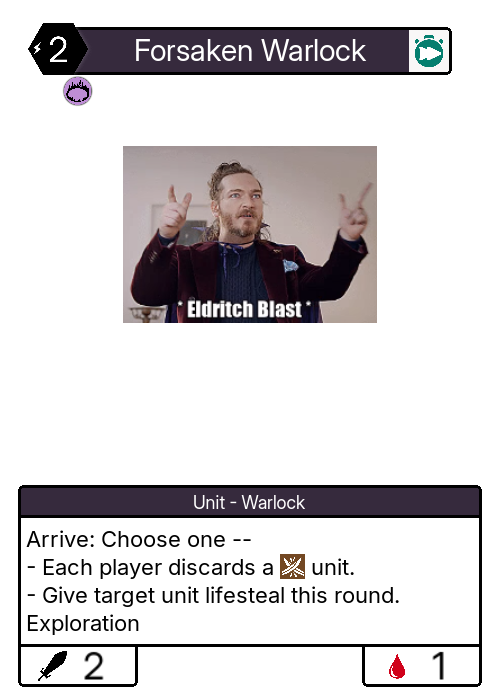 2 Forsaken Warlock
* Eldritch Blast *
Unit - Warlock
Arrive: Choose one --
- Each player discards a unit.
- Give target unit lifesteal this round.
Exploration
2 1